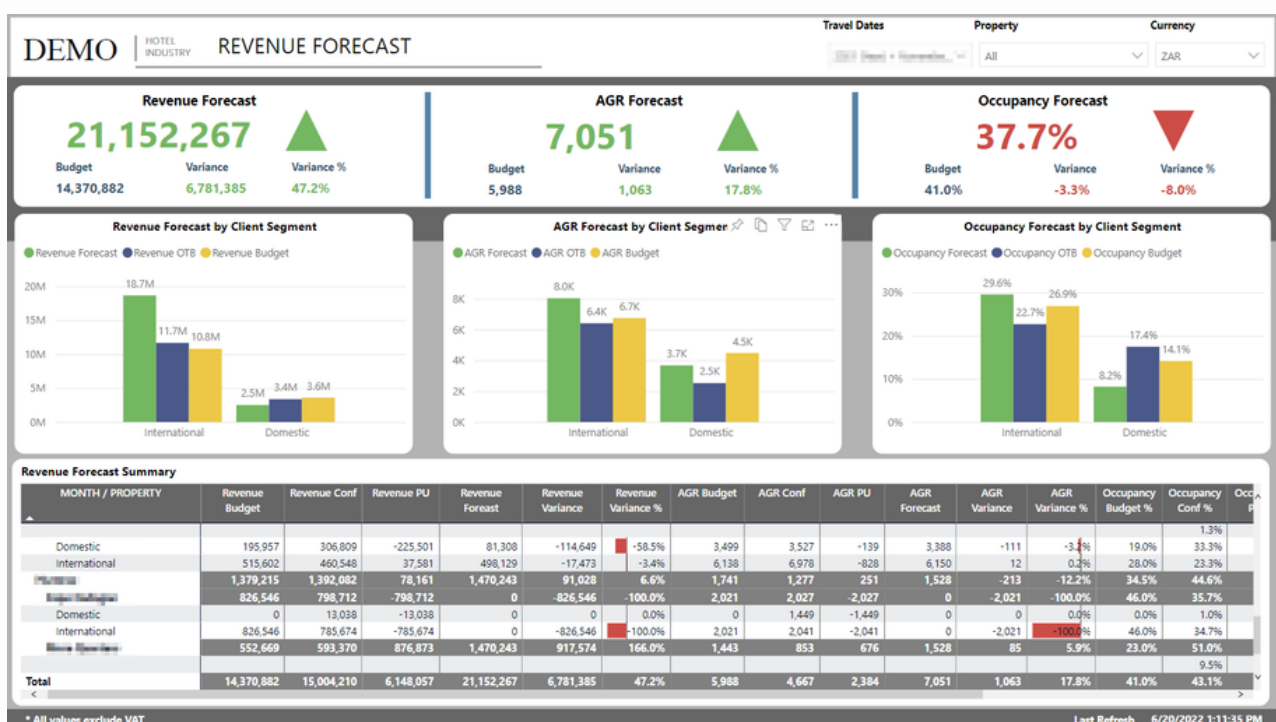 Travel Dates Property Currency
DEMO HOTEL INDUSTRY REVENUE FORECAST
All ZAR
Revenue Forecast
21,152,267
Budget Variance Variance %
14,370,882 6,781,385 47.2%
AGR Forecast
7,051
Budget Variance Variance %
5,988 1,063 17.8%
Occupancy Forecast
37.7%
Budget Variance Variance %
41.0% -3.3% -8.0%
Revenue Forecast by Client Segment
Revenue Forecast Revenue OTB Revenue Budget
20M
15M
10M
5M
0M
18.7M 11.7M 10.8M
2.5M 3.4M 3.6M
International Domestic
AGR Forecast by Client Segmer
AGR Forecast AGR OTB AGR Budget
8K
6K
4K
2K
0K
8.0K 6.4K 6.7K
3.7K 2.5K 4.5K
International Domestic
Occupancy Forecast by Client Segment
Occupancy Forecast Occupancy OTB Occupancy Budget
30%
20%
10%
0%
29.6% 22.7% 26.9%
8.2% 17.4% 14.1%
International Domestic
Revenue Forecast Summary
MONTH / PROPERTY Revenue Budget Revenue Conf Revenue PU Revenue Foreast Revenue Variance Revenue Variance % AGR Budget AGR Conf AGR PU AGR Forecast AGR Variance AGR Variance % Occupancy Budget % Occupancy Conf %
1.3%
Domestic 195,957 306,809 -225,501 81,308 -114,649 -58.5% 3,499 3,527 -139 3,388 -111 -3.2% 19.0% 33.3%
International 515,602 460,548 37,581 498,129 -17,473 -3.4% 6,138 6,978 -828 6,150 12 0.2% 28.0% 23.3%
1,379,215 1,392,082 78,161 1,470,243 91,028 6.6% 1,741 1,277 251 1,528 -213 -12.2% 34.5% 44.6%
826,546 798,712 -798,712 0 -826,546 -100.0% 2,021 2,027 -2,027 0 -2,021 -100.0% 46.0% 35.7%
Domestic 0 13,038 -13,038 0 0 0.0% 0 1,449 -1,449 0 0 0.0% 0.0% 1.0%
International 826,546 785,674 -785,674 0 -826,546 -100.0% 2,021 2,041 -2,041 0 -2,021 -100.0% 46.0% 34.7%
552,669 593,370 876,873 1,470,243 917,574 166.0% 1,443 853 676 1,528 85 5.9% 23.0% 51.0%
9.5%
Total 14,370,882 15,004,210 6,148,057 21,152,267 6,781,385 47.2% 5,988 4,667 2,384 7,051 1,063 17.8% 41.0% 43.1%
* All values exclude VAT Last Refresh 6/20/2022 1:11:35 PM